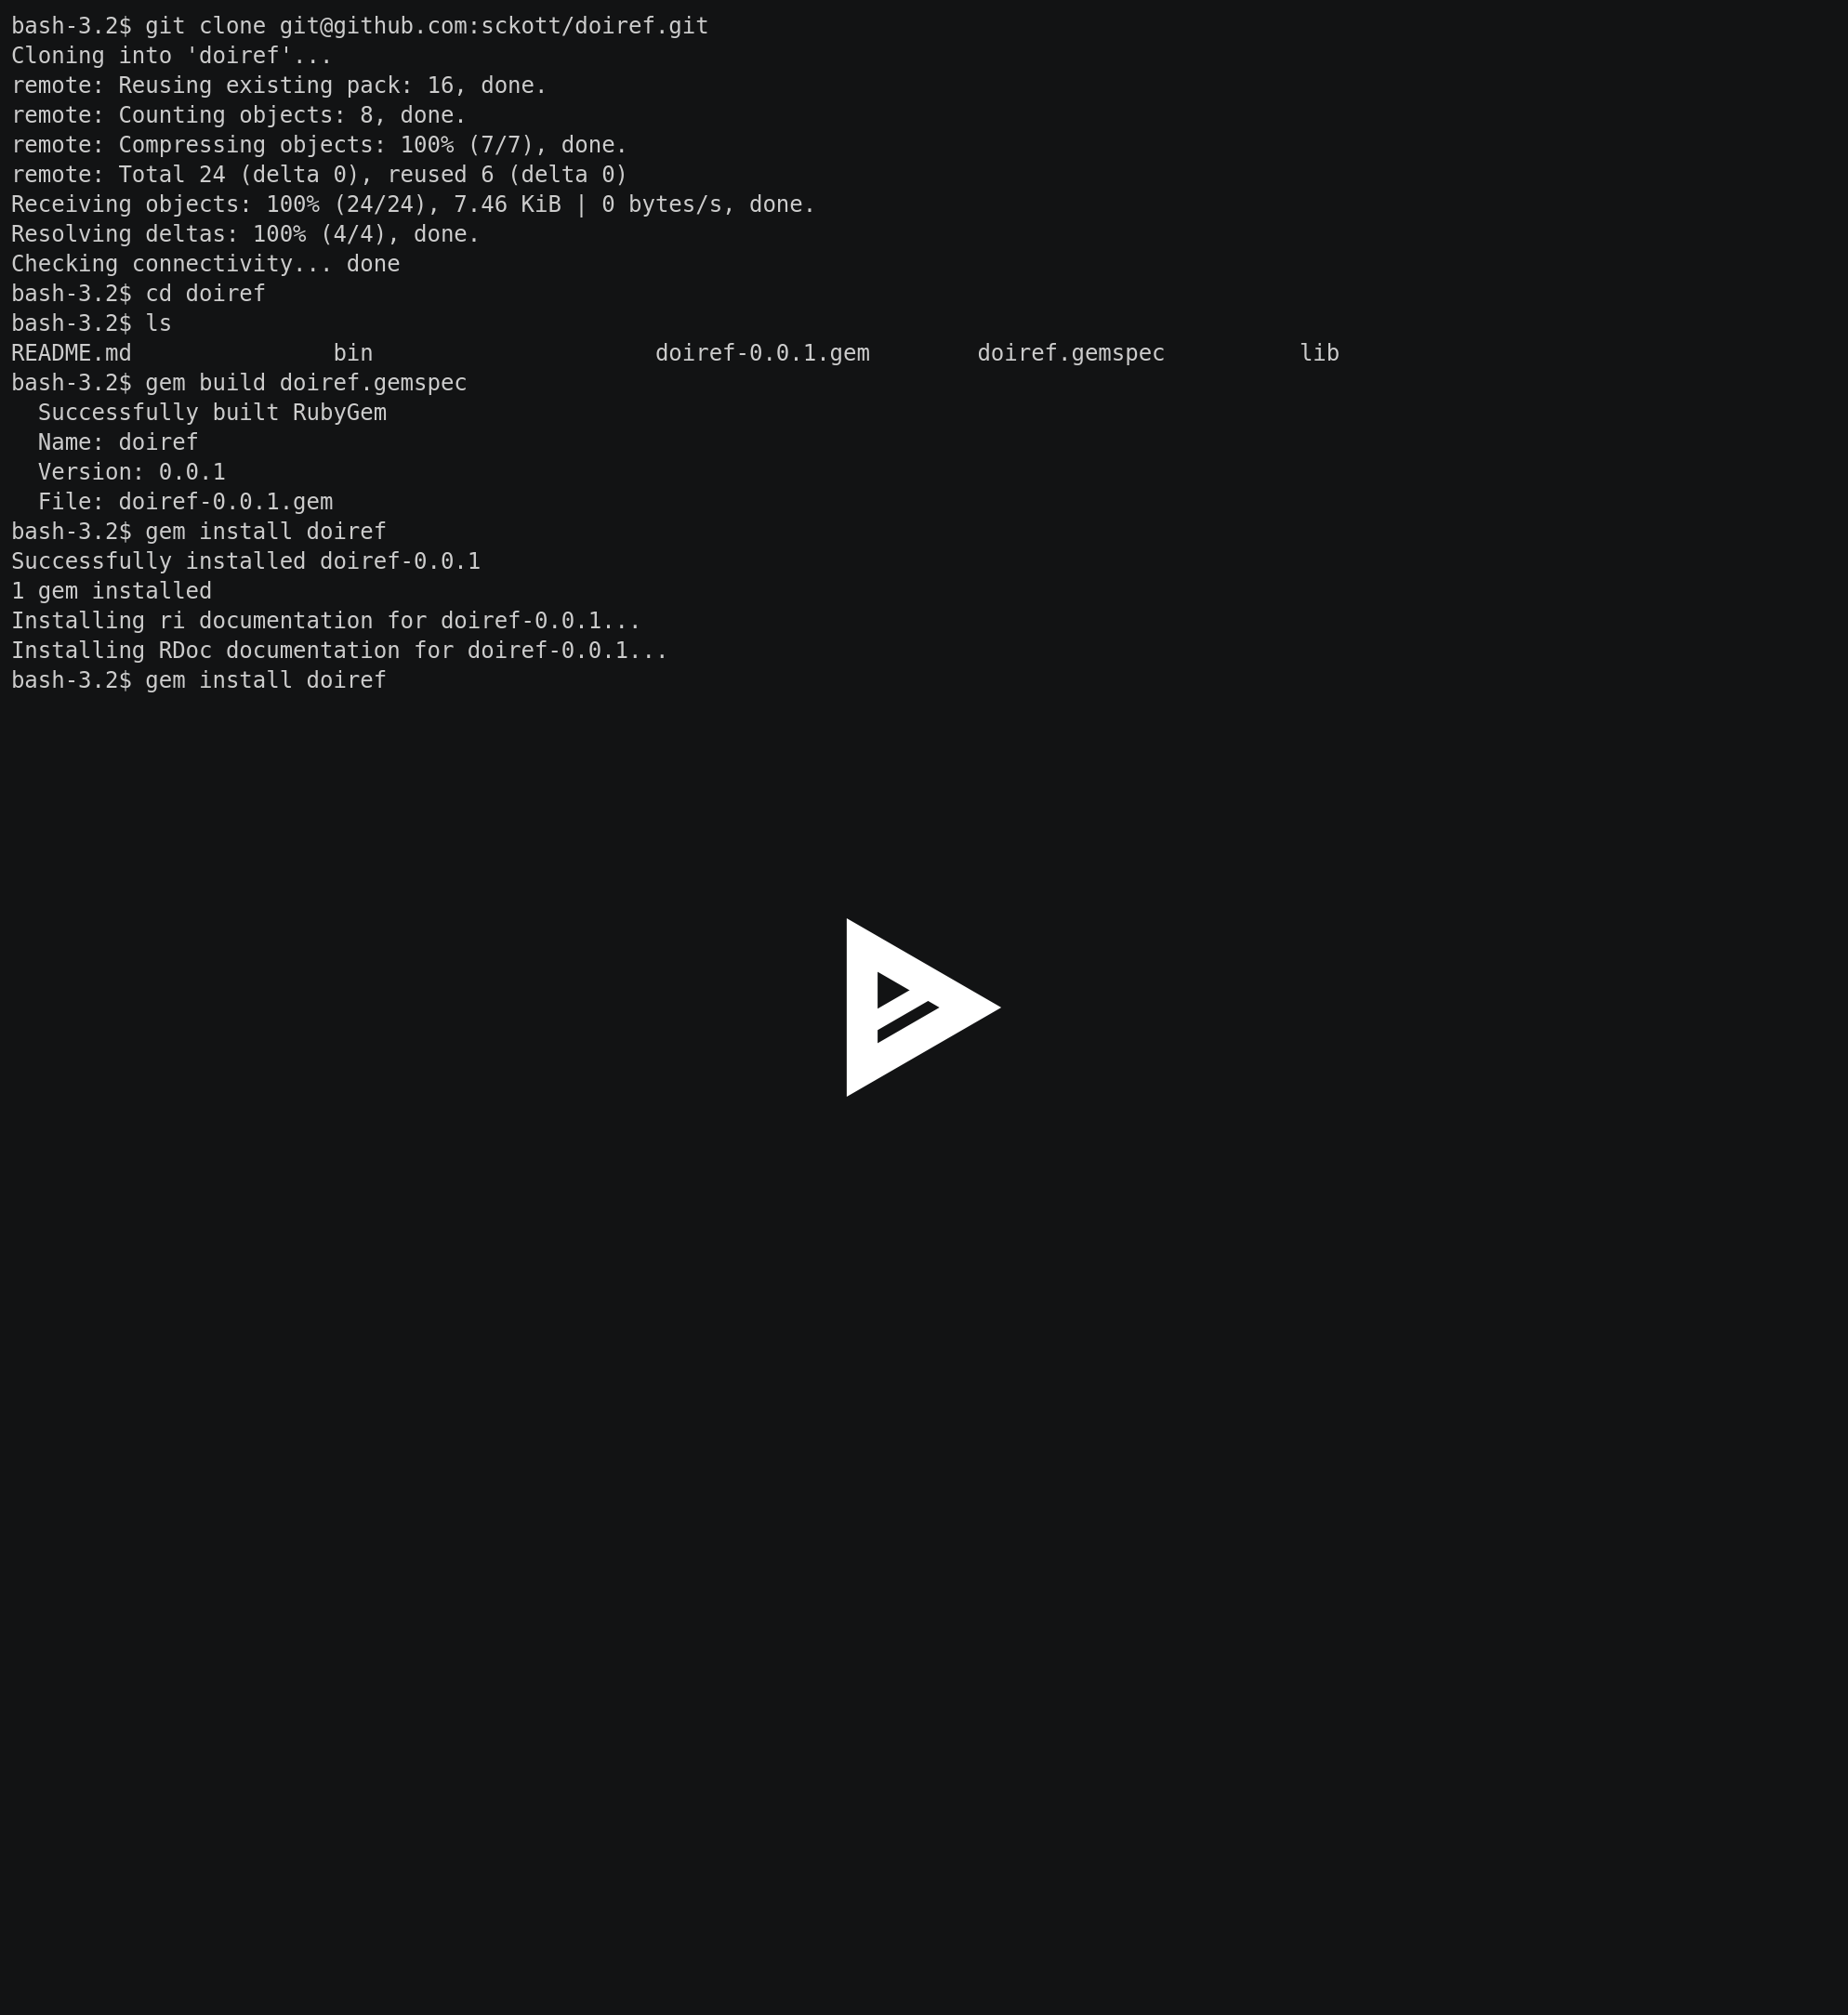 bash-3.2$ git clone git@github.com:sckott/doiref.git
Cloning into 'doiref'...
remote: Reusing existing pack: 16, done.
remote: Counting objects: 8, done.
remote: Compressing objects: 100% (7/7), done.
remote: Total 24 (delta 0), reused 6 (delta 0)
Receiving objects: 100% (24/24), 7.46 KiB | 0 bytes/s, done.
Resolving deltas: 100% (4/4), done.
Checking connectivity... done
bash-3.2$ cd doiref
bash-3.2$ ls
README.md               bin                     doiref-0.0.1.gem        doiref.gemspec          lib
bash-3.2$ gem build doiref.gemspec
  Successfully built RubyGem
  Name: doiref
  Version: 0.0.1
  File: doiref-0.0.1.gem
bash-3.2$ gem install doiref
Successfully installed doiref-0.0.1
1 gem installed
Installing ri documentation for doiref-0.0.1...
Installing RDoc documentation for doiref-0.0.1...
bash-3.2$ gem install doiref